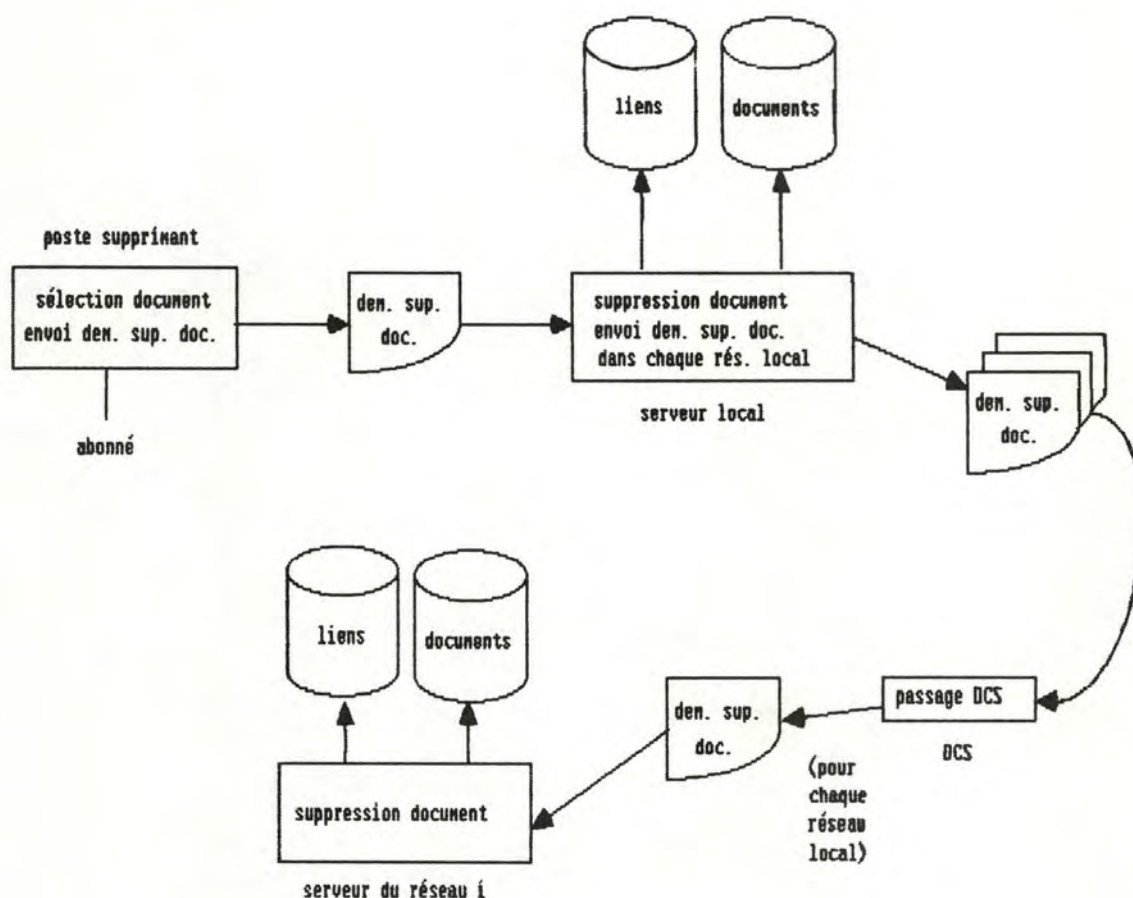 liens
documents
poste supprimant
sélection document
envoi dem. sup. doc.
abonné
dem. sup.
doc.
suppression document
envoi dem. sup. doc.
dans chaque rés. local
serveur local
dem. sup.
doc.
liens
documents
suppression document
serveur du réseau i
dem. sup.
doc.
passage DCS
DCS
(pour
chaque
réseau
local)